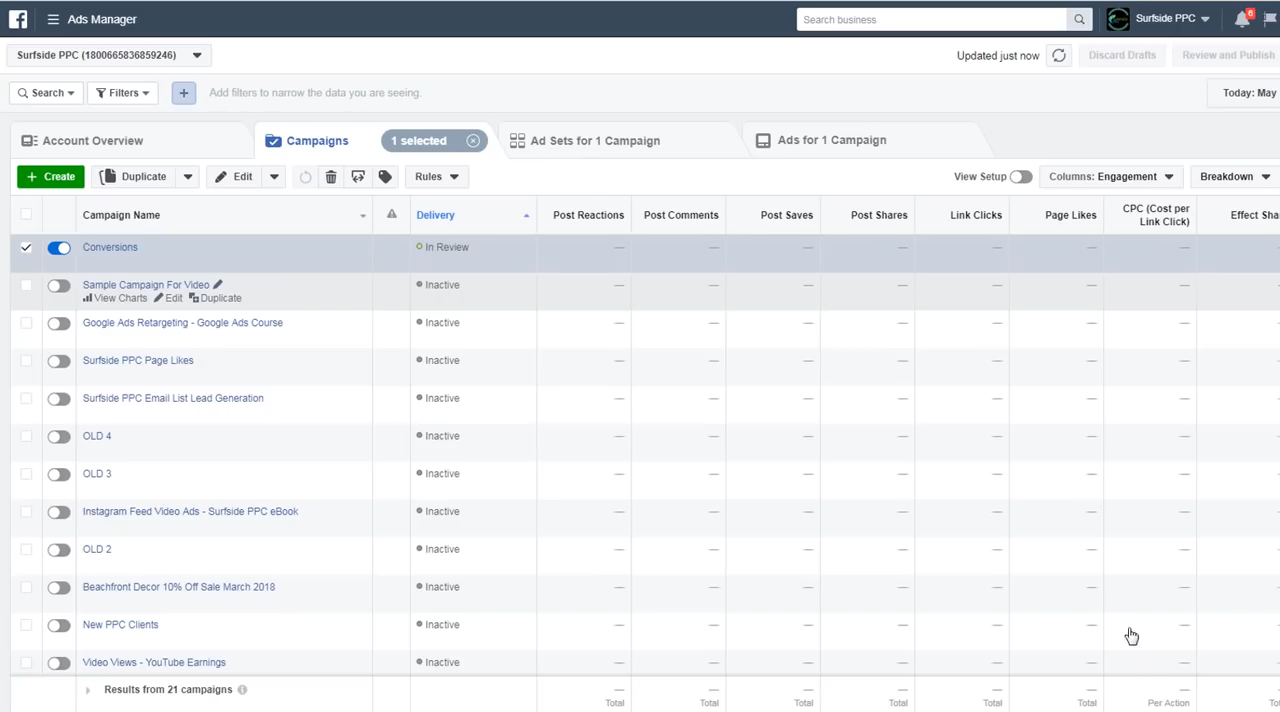 Ads Manager
Search business
Surfside PPC
6
Surfside PPC (1800665836859246)
Updated just now
Discard Drafts
Review and Publish
Search
Filters
+
Add filters to narrow the data you are seeing.
Today: May
Account Overview
Campaigns
1 selected
Ad Sets for 1 Campaign
Ads for 1 Campaign
+ Create
Duplicate
Edit
Rules
View Setup
Columns: Engagement
Breakdown
Campaign Name
Delivery
Post Reactions
Post Comments
Post Saves
Post Shares
Link Clicks
Page Likes
CPC (Cost per
Link Click)
Effect Sha
Conversions
In Review
— — — — — — —
Sample Campaign For Video
Inactive
— — — — — — —
View Charts Edit Duplicate
Google Ads Retargeting - Google Ads Course
Inactive
— — — — — — —
Surfside PPC Page Likes
Inactive
— — — — — — —
Surfside PPC Email List Lead Generation
Inactive
— — — — — — —
OLD 4
Inactive
— — — — — — —
OLD 3
Inactive
— — — — — — —
Instagram Feed Video Ads - Surfside PPC eBook
Inactive
— — — — — — —
OLD 2
Inactive
— — — — — — —
Beachfront Decor 10% Off Sale March 2018
Inactive
— — — — — — —
New PPC Clients
Inactive
— — — — — — —
Video Views - YouTube Earnings
Inactive
— — — — — — —
Results from 21 campaigns
— — — — — — —
Total
Total
Total
Total
Total
Total
Per Action
To